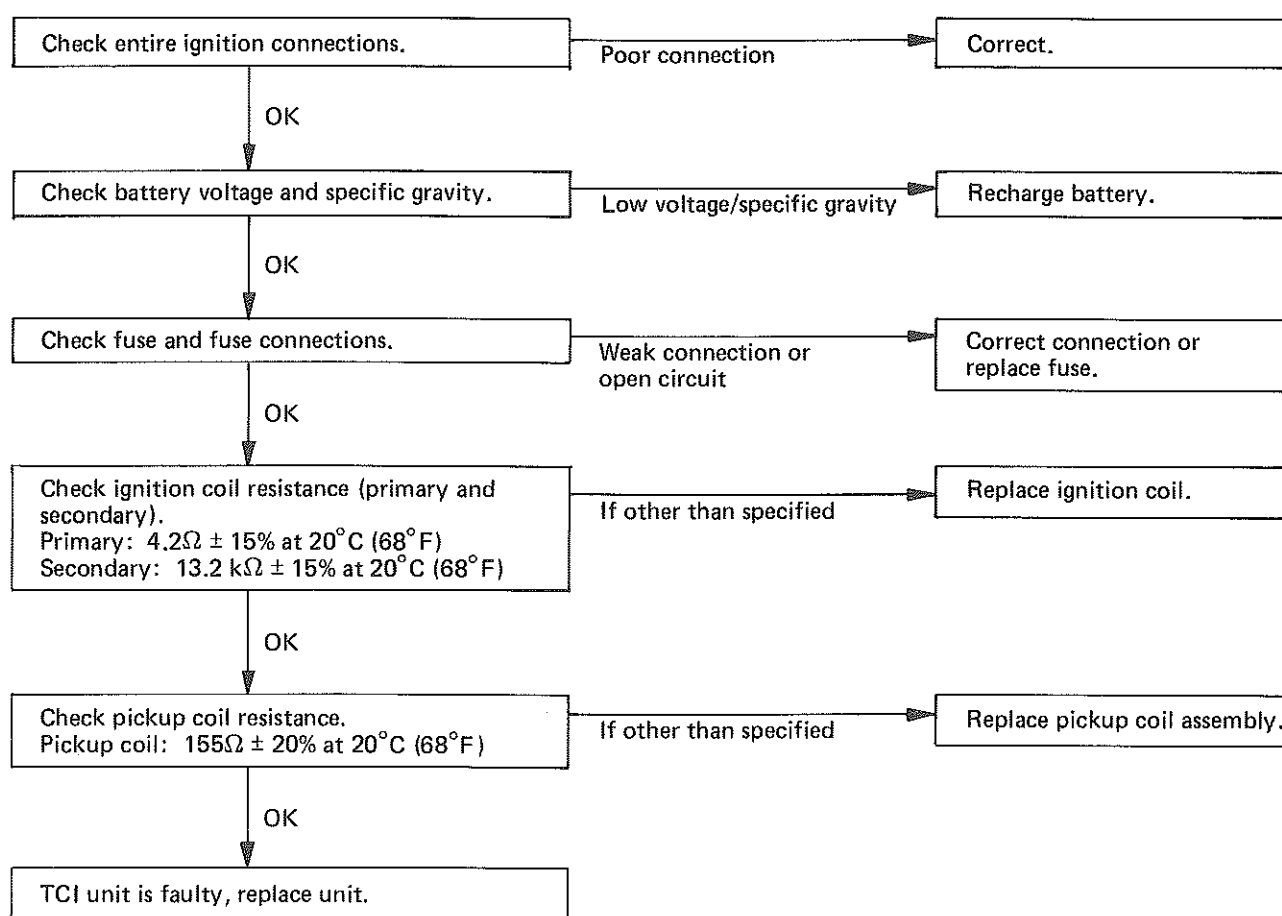 Check entire ignition connections.
Poor connection
Correct.
OK
Check battery voltage and specific gravity.
Low voltage/specific gravity
Recharge battery.
OK
Check fuse and fuse connections.
Weak connection or
open circuit
Correct connection or
replace fuse.
OK
Check ignition coil resistance (primary and
secondary).
Primary: 4.2Ω ± 15% at 20°C (68°F)
Secondary: 13.2 kΩ ± 15% at 20°C (68°F)
If other than specified
Replace ignition coil.
OK
Check pickup coil resistance.
Pickup coil: 155Ω ± 20% at 20°C (68°F)
If other than specified
Replace pickup coil assembly.
OK
TCI unit is faulty, replace unit.